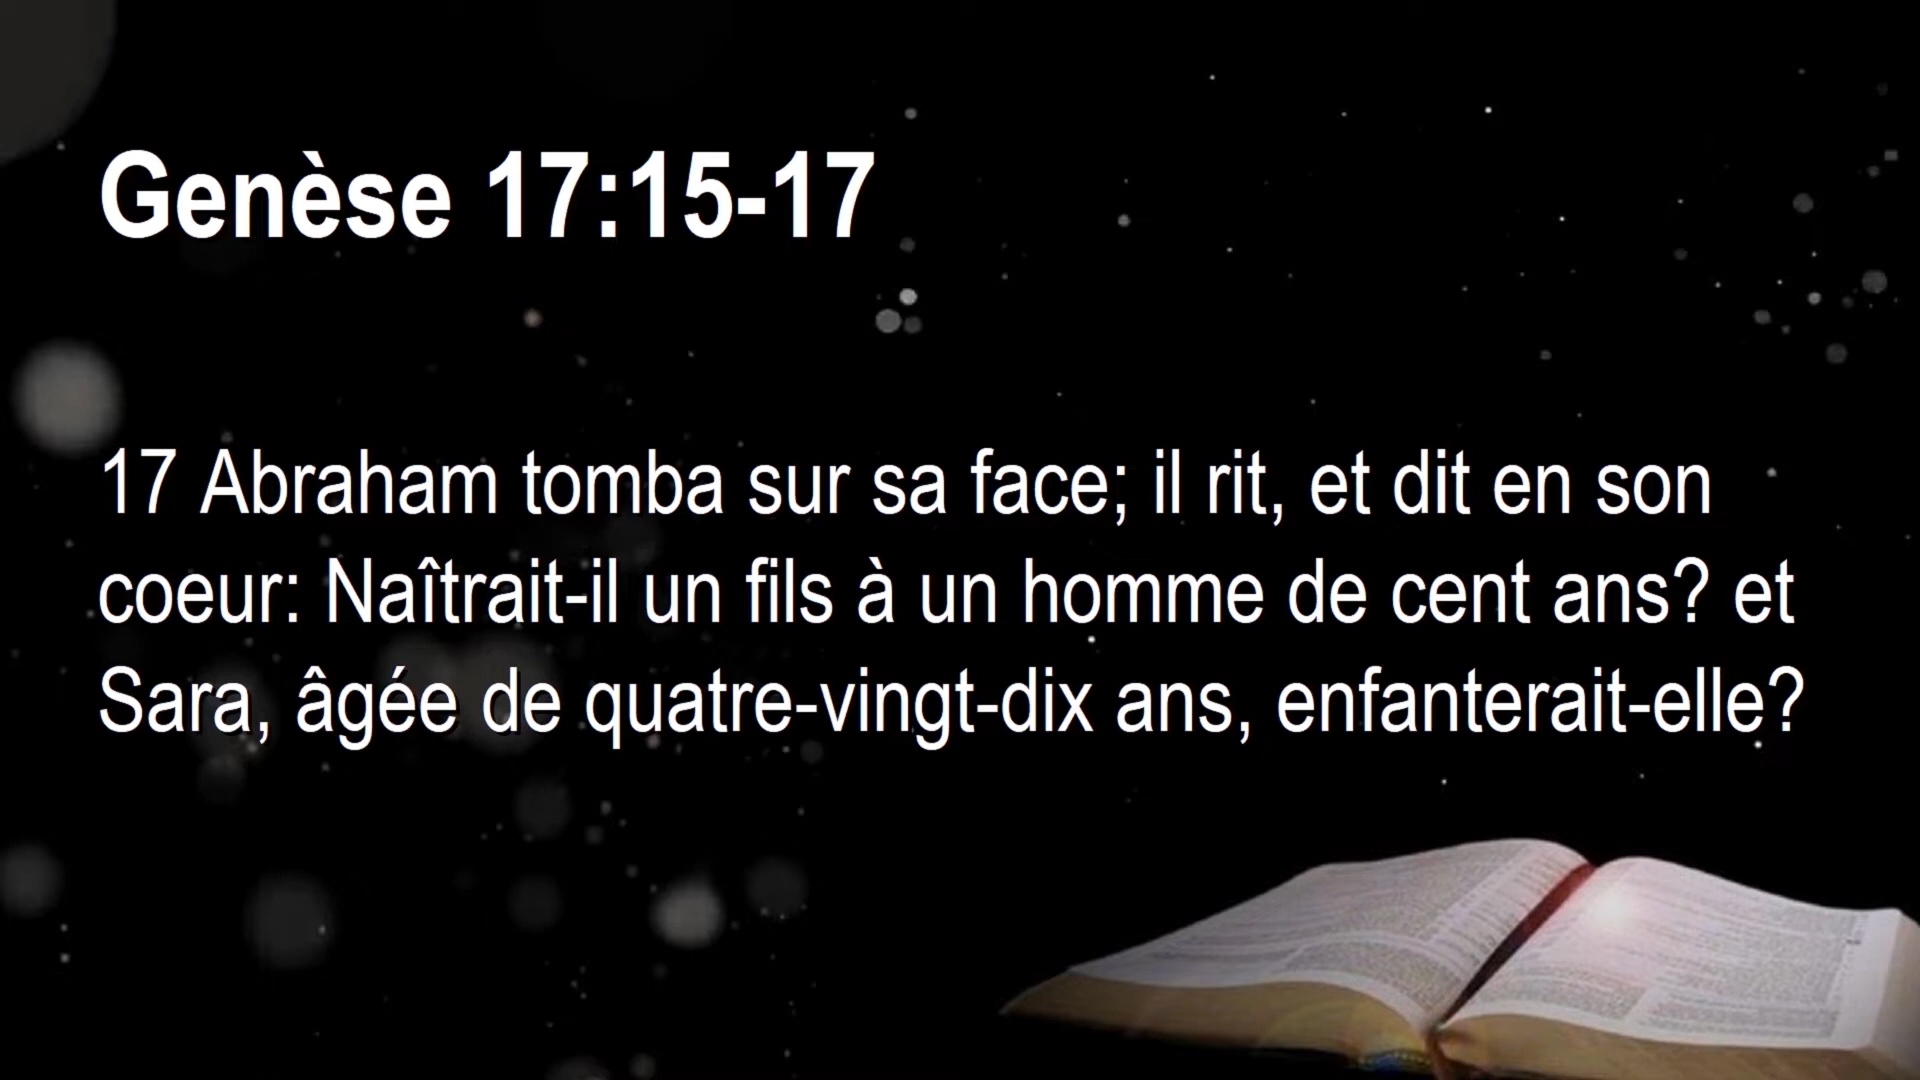 Genèse 17:15-17
17 Abraham tomba sur sa face; il rit, et dit en son
coeur: Naîtrait-il un fils à un homme de cent ans? et
Sara, âgée de quatre-vingt-dix ans, enfanterait-elle?